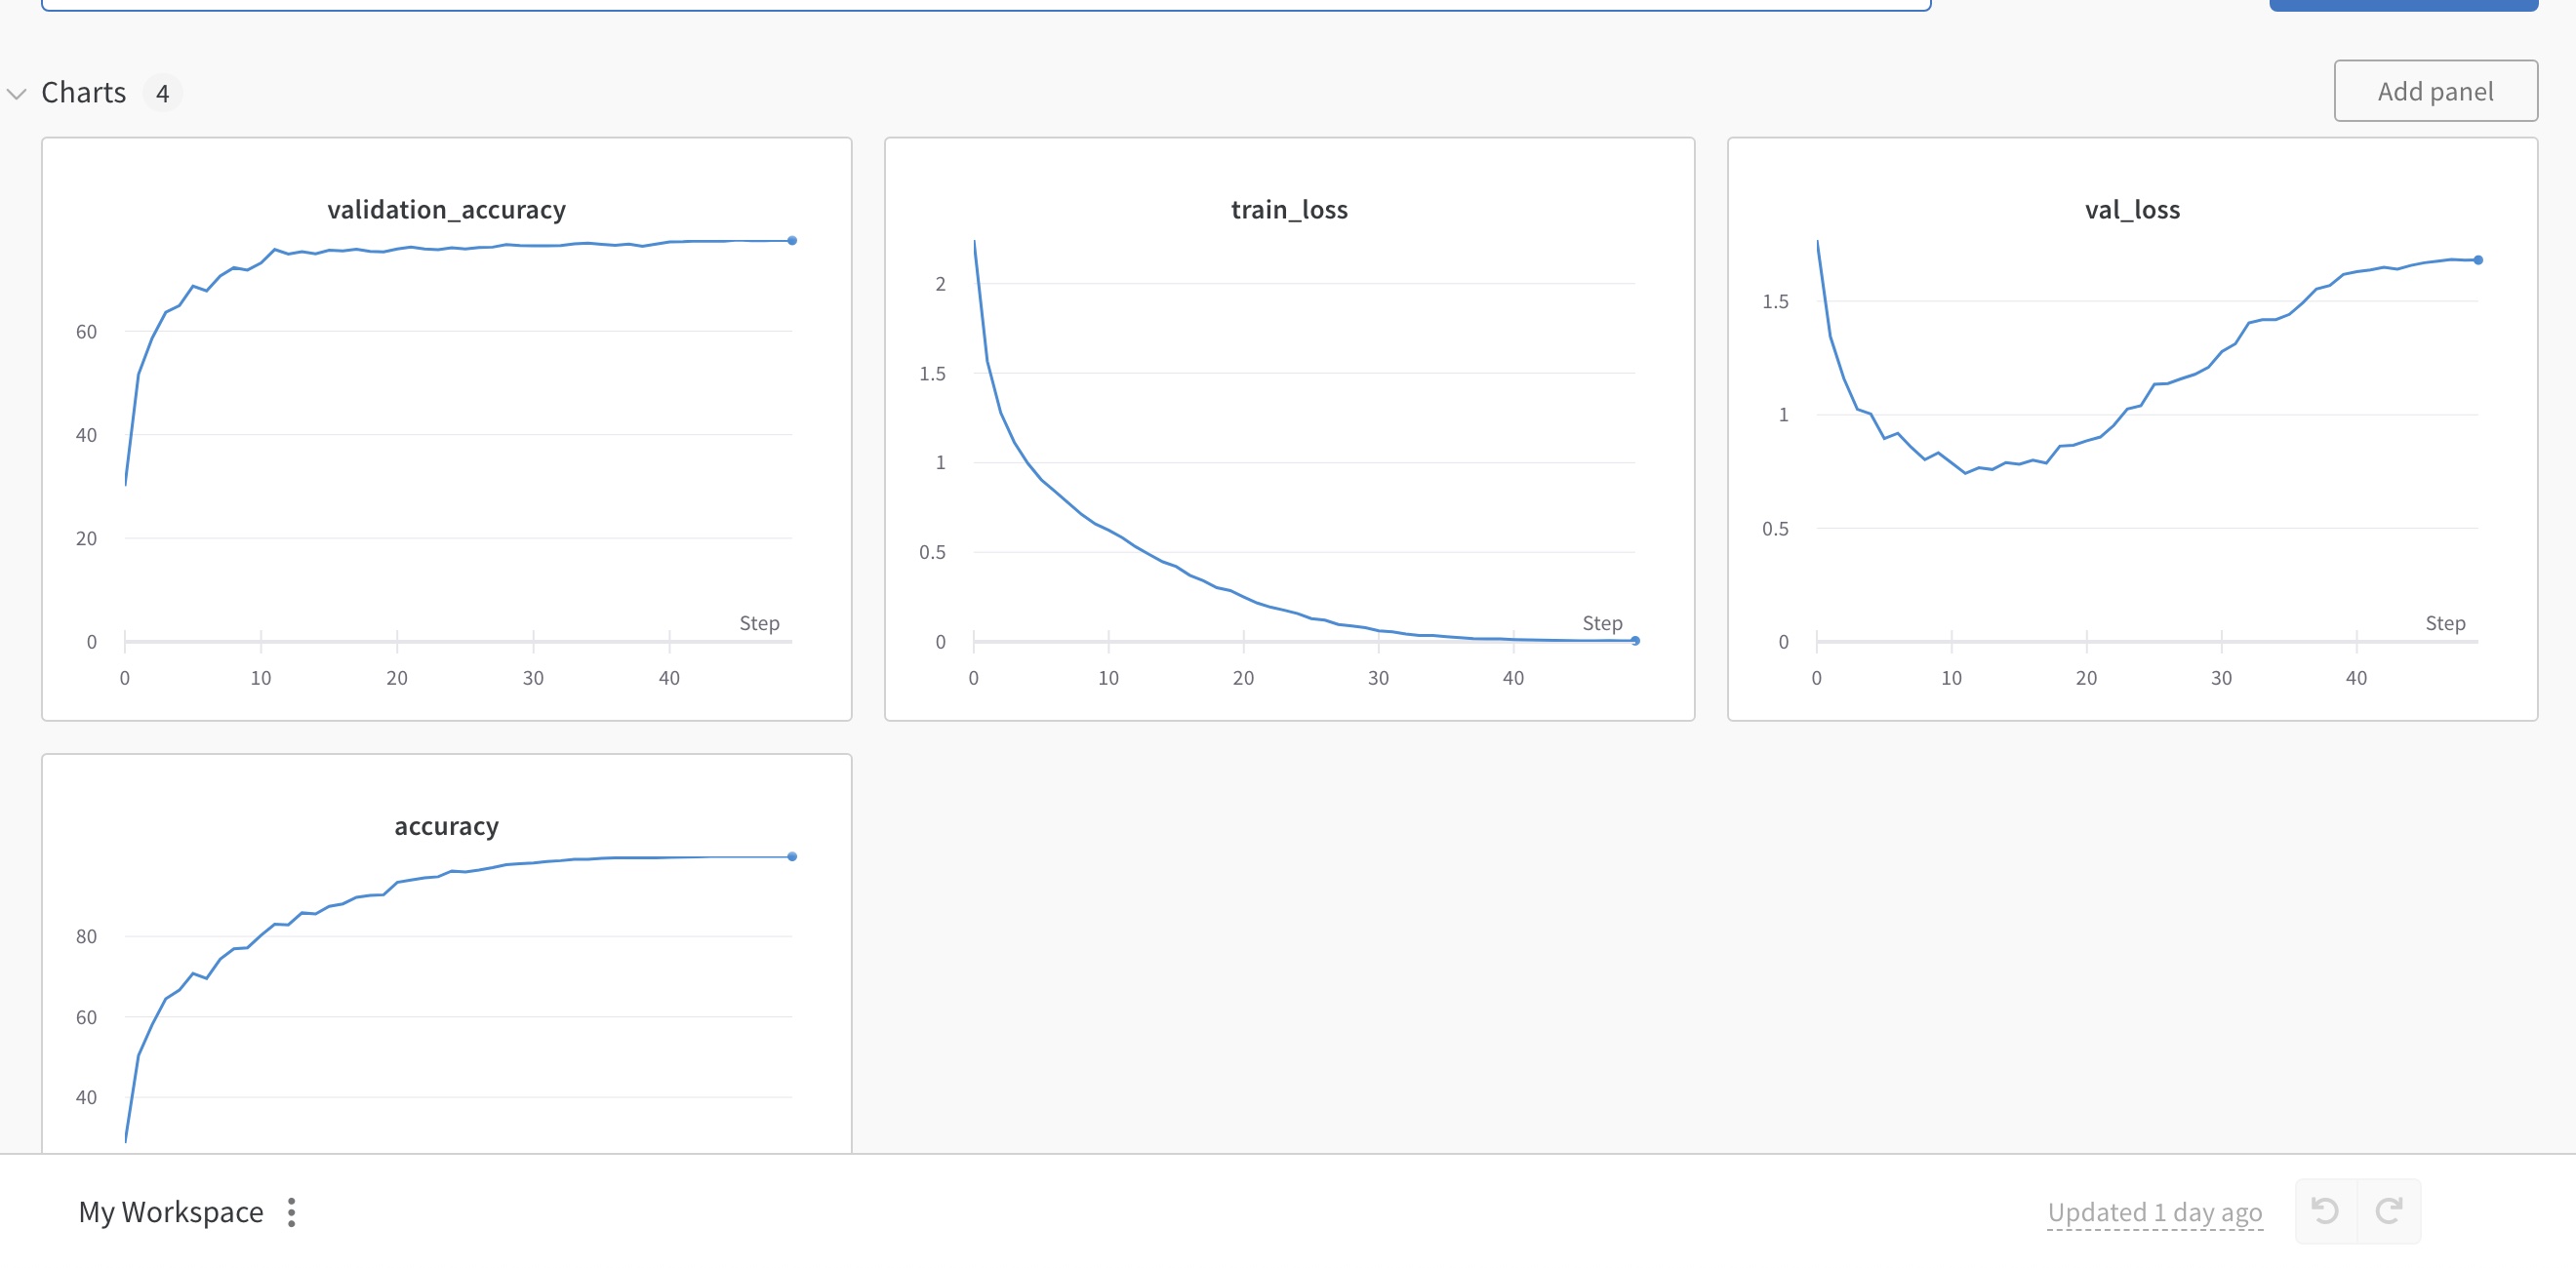 Charts 4
Add panel
validation_accuracy
60
40
20
0
Step
0 10 20 30 40
train_loss
2
1.5
1
0.5
0
Step
0 10 20 30 40
val_loss
1.5
1
0.5
0
Step
0 10 20 30 40
accuracy
80
60
40
My Workspace
Updated 1 day ago